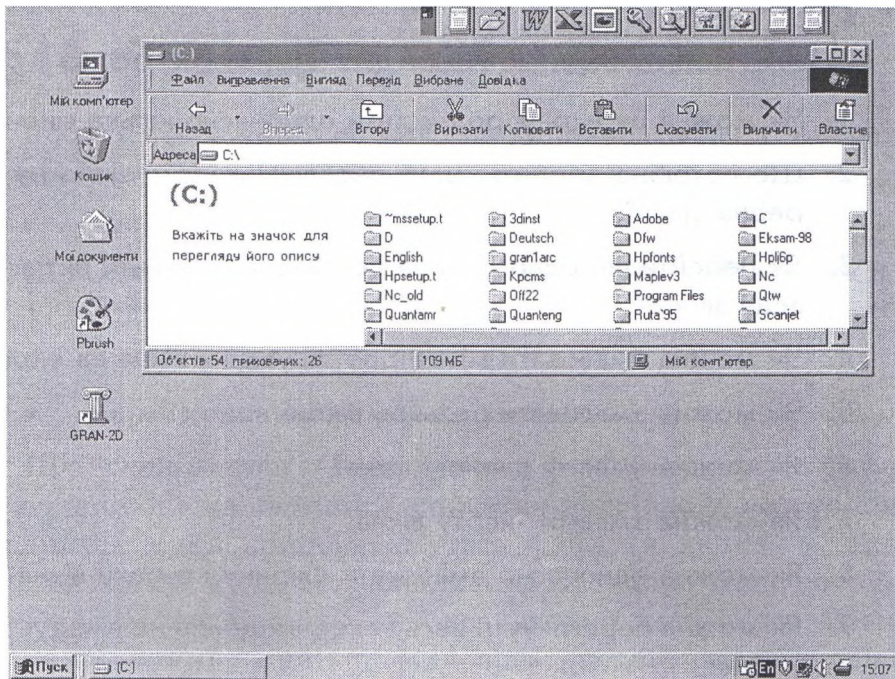 (C:)
Файл Виправлення Вигляд Перехід Вибране Довідка
Назад Вперед Вгору Вирізати Копіювати Вставити Скасувати Вилучити Властив
Адреса C:\
(C:)
Вкажіть на значок для
перегляду його опису
~mssetup.t 3dinst Adobe C
D Deutsch Dfw Eksam-98
English gran1arc Hpfonts Hplj6p
Hpsetup.t Kpcms Maplev3 Nc
Nc_old Off22 Program Files Qtw
Quantamr Quanteng Ruta'95 Scanjet
Об'єктів 54, прихованих: 26 109 МБ Мій комп'ютер
Мій комп'ютер
Кошик
Мої документи
Pbrush
GRAN-2D
Пуск (C:) En 15:07